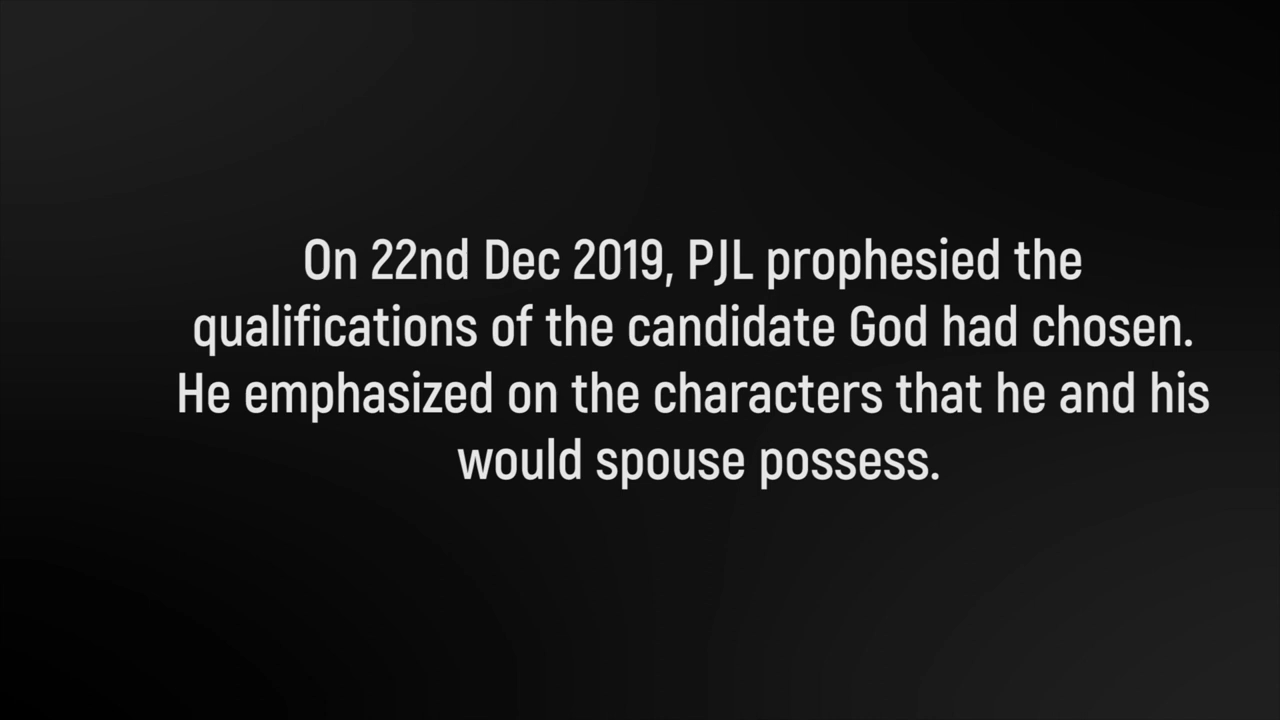 On 22nd Dec 2019, PJL prophesied the
qualifications of the candidate God had chosen.
He emphasized on the characters that he and his
would spouse possess.